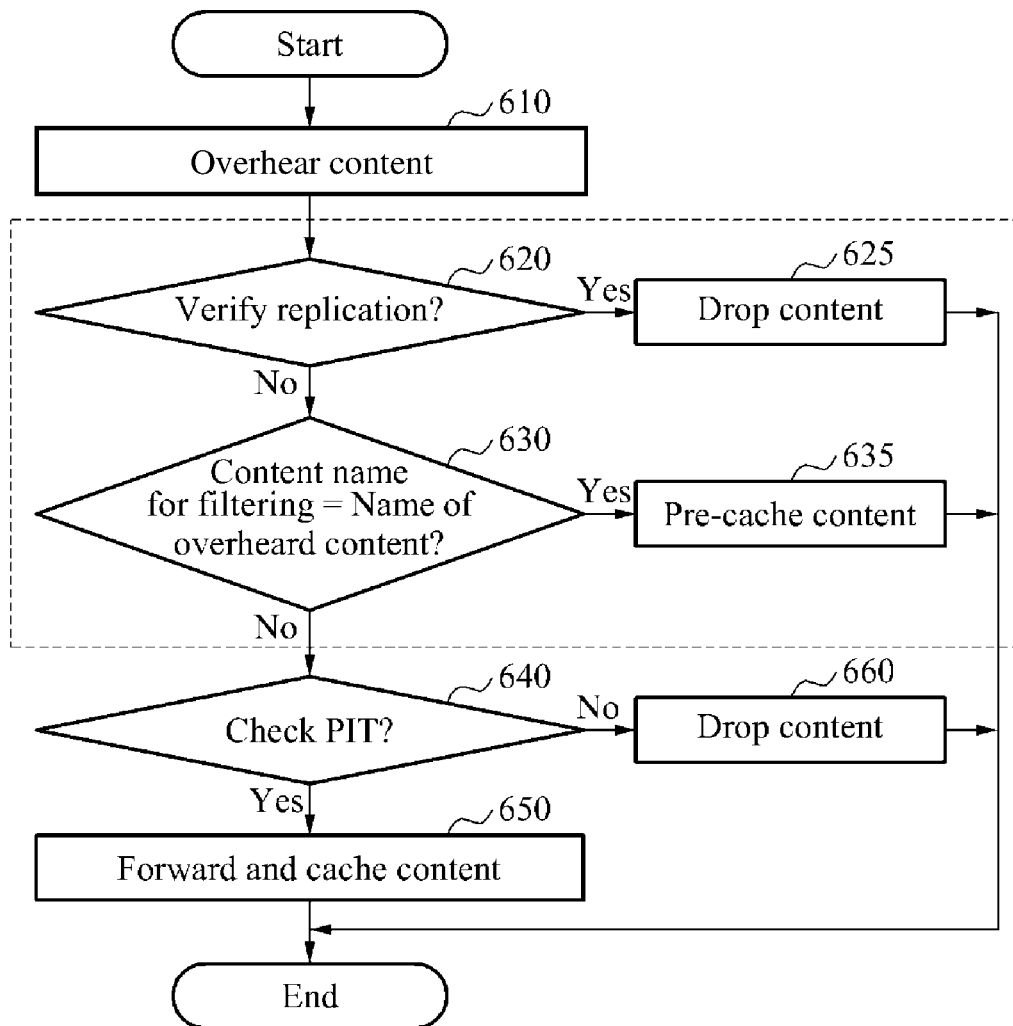 Start
610
Overhear content
620
625
Verify replication?
Yes
Drop content
No
630
635
Content name
for filtering = Name of
overheard content?
Yes
Pre-cache content
No
640
660
Check PIT?
No
Drop content
Yes
650
Forward and cache content
End